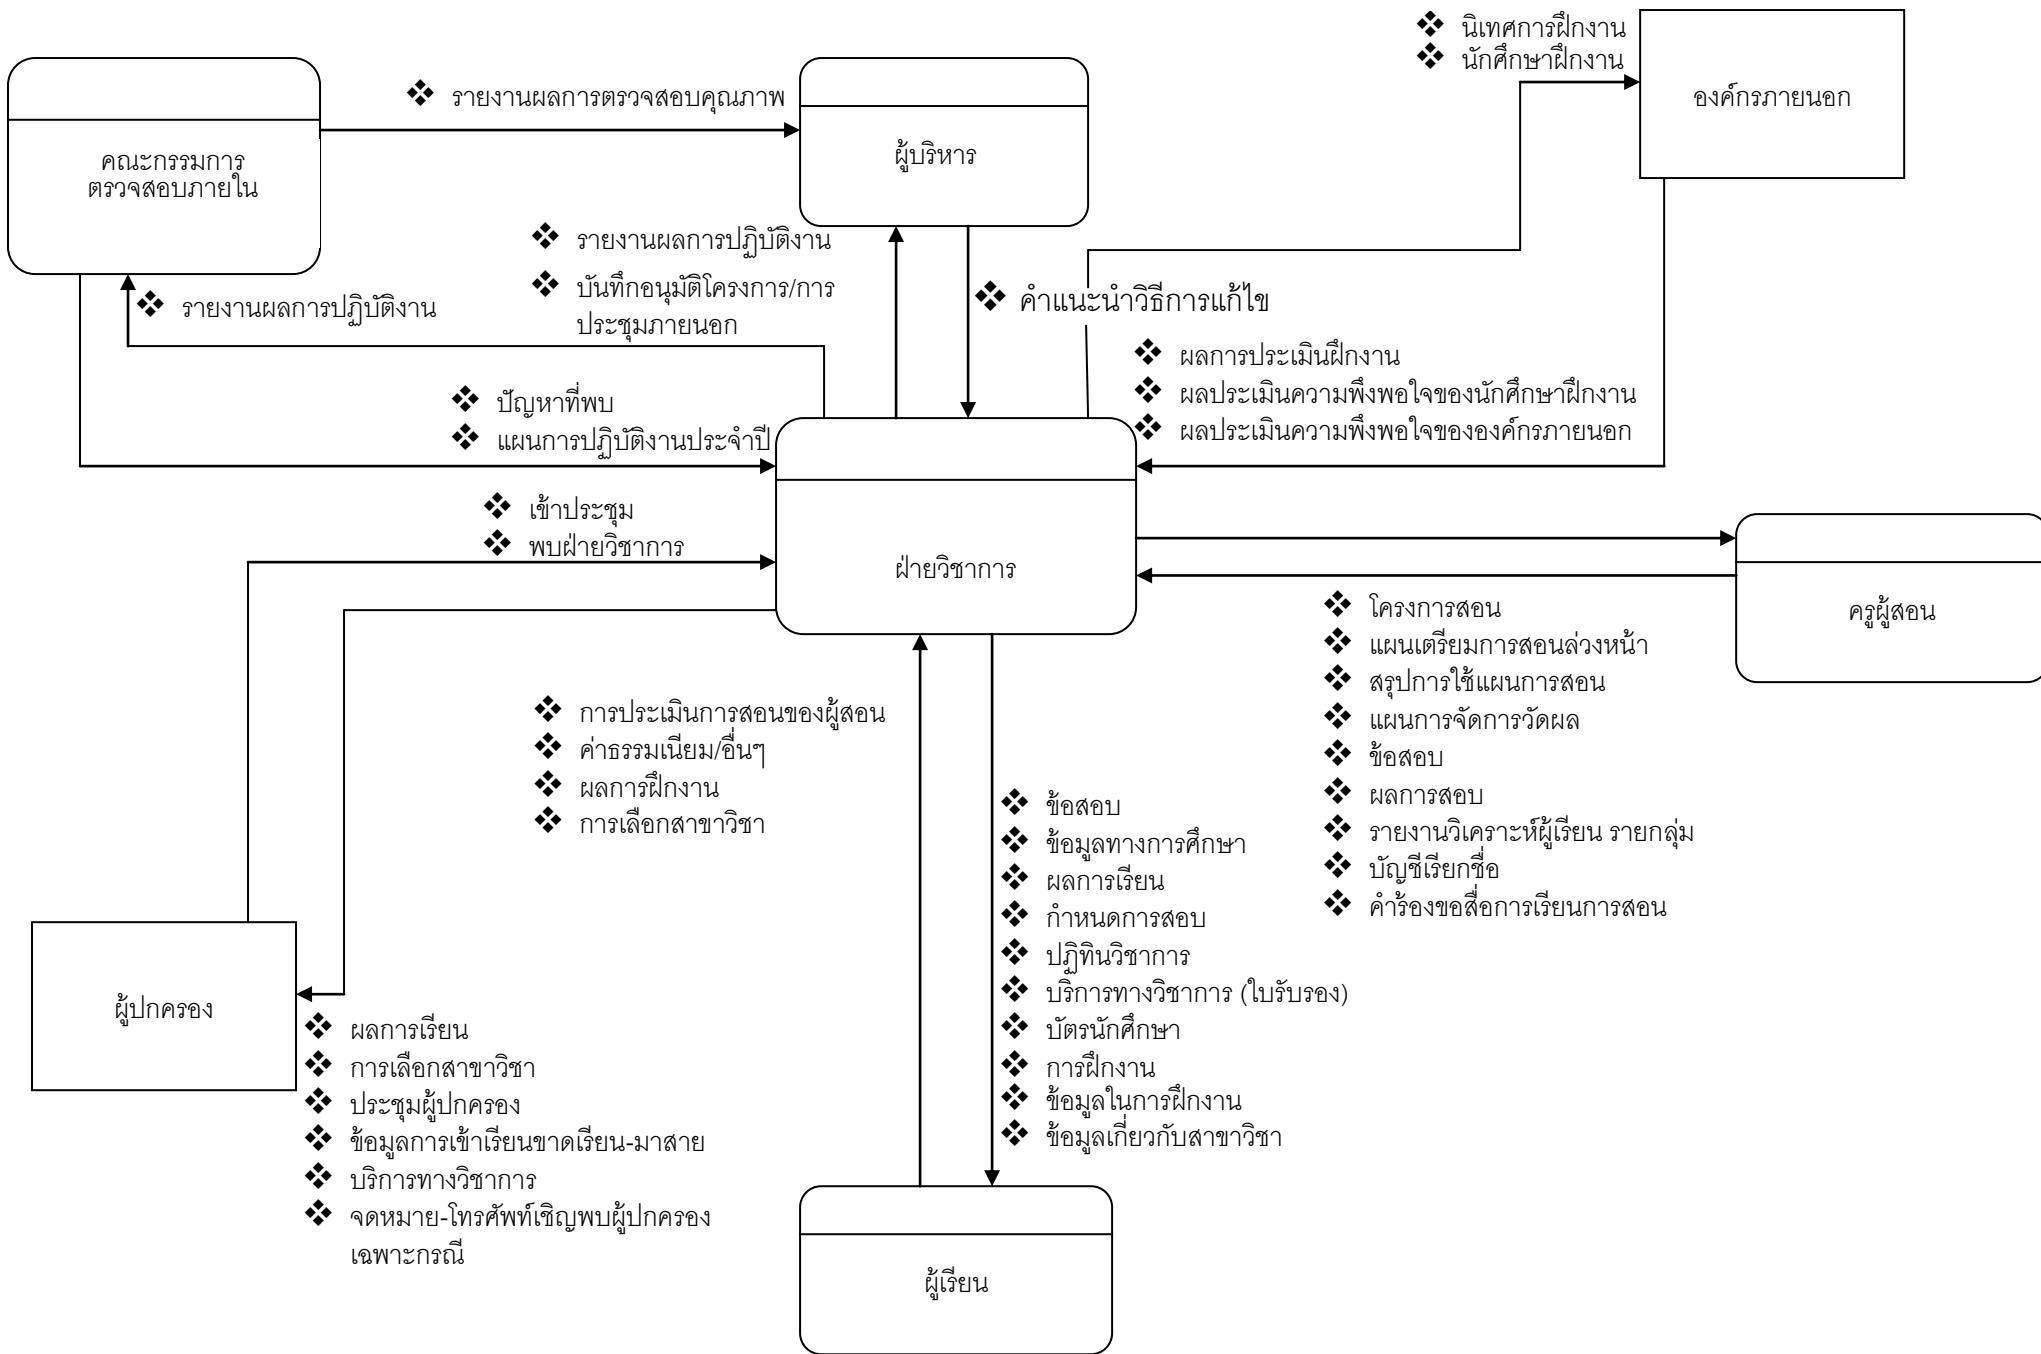 นิเทศการฝึกงาน
นักศึกษาฝึกงาน
องค์กรภายนอก
รายงานผลการตรวจสอบคุณภาพ
คณะกรรมการ
ตรวจสอบภายใน
ผู้บริหาร
รายงานผลการปฏิบัติงาน
บันทึกอนุมัติโครงการ/การ
ประชุมภายนอก
รายงานผลการปฏิบัติงาน
คำแนะนำวิธีการแก้ไข
ผลการประเมินฝึกงาน
ผลประเมินความพึงพอใจของนักศึกษาฝึกงาน
ผลประเมินความพึงพอใจขององค์กรภายนอก
ปัญหาที่พบ
แผนการปฏิบัติงานประจำปี
เข้าประชุม
พบฝ่ายวิชาการ
ฝ่ายวิชาการ
ครูผู้สอน
โครงการสอน
แผนเตรียมการสอนล่วงหน้า
สรุปการใช้แผนการสอน
แผนการจัดการวัดผล
ข้อสอบ
ผลการสอบ
รายงานวิเคราะห์ผู้เรียน รายกลุ่ม
บัญชีเรียกชื่อ
คำร้องขอสื่อการเรียนการสอน
การประเมินการสอนของผู้สอน
ค่าธรรมเนียม/อื่นๆ
ผลการฝึกงาน
การเลือกสาขาวิชา
ข้อสอบ
ข้อมูลทางการศึกษา
ผลการเรียน
กำหนดการสอบ
ปฏิทินวิชาการ
บริการทางวิชาการ (ใบรับรอง)
บัตรนักศึกษา
การฝึกงาน
ข้อมูลในการฝึกงาน
ข้อมูลเกี่ยวกับสาขาวิชา
ผู้ปกครอง
ผลการเรียน
การเลือกสาขาวิชา
ประชุมผู้ปกครอง
ข้อมูลการเข้าเรียนขาดเรียน-มาสาย
บริการทางวิชาการ
จดหมาย-โทรศัพท์เชิญพบผู้ปกครอง
เฉพาะกรณี
ผู้เรียน